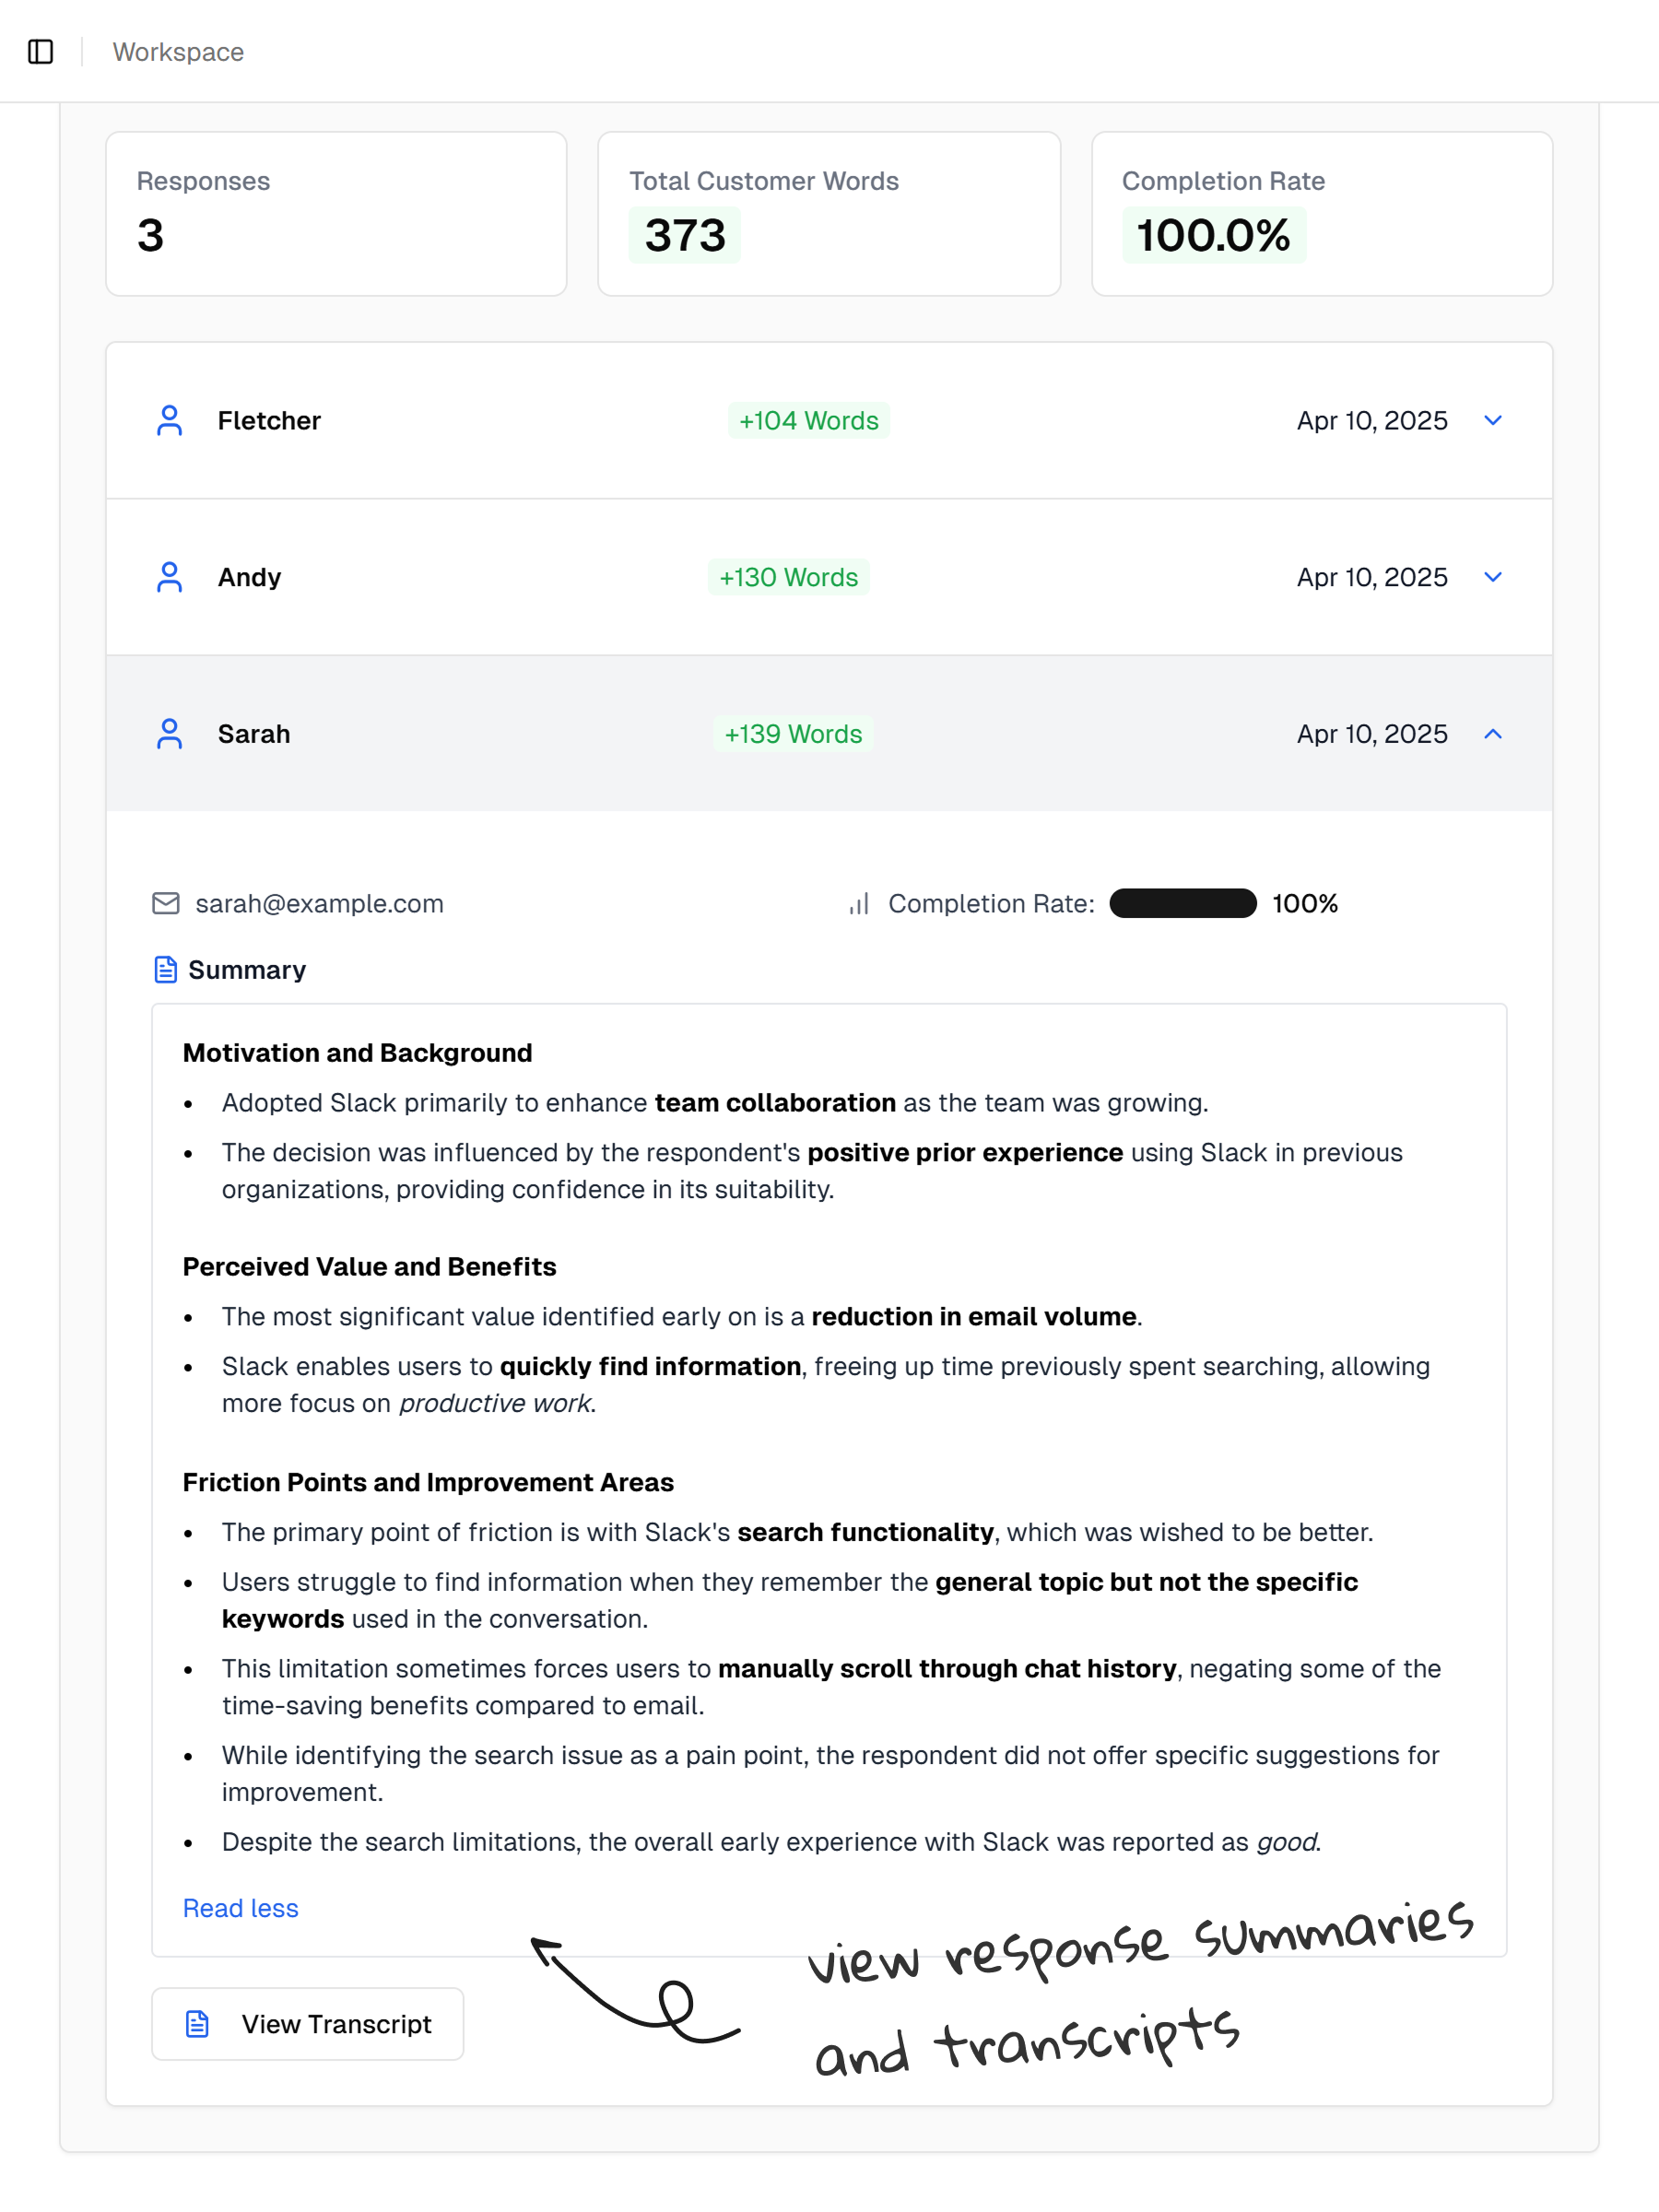 Workspace
Responses
3
Total Customer Words
373
Completion Rate
100.0%
Fletcher
+104 Words
Apr 10, 2025
Andy
+130 Words
Apr 10, 2025
Sarah
+139 Words
Apr 10, 2025
sarah@example.com
Completion Rate:
100%
Summary
Motivation and Background
• Adopted Slack primarily to enhance team collaboration as the team was growing.
• The decision was influenced by the respondent's positive prior experience using Slack in previous
organizations, providing confidence in its suitability.
Perceived Value and Benefits
• The most significant value identified early on is a reduction in email volume.
• Slack enables users to quickly find information, freeing up time previously spent searching, allowing
more focus on productive work.
Friction Points and Improvement Areas
• The primary point of friction is with Slack's search functionality, which was wished to be better.
• Users struggle to find information when they remember the general topic but not the specific
keywords used in the conversation.
• This limitation sometimes forces users to manually scroll through chat history, negating some of the
time-saving benefits compared to email.
• While identifying the search issue as a pain point, the respondent did not offer specific suggestions for
improvement.
• Despite the search limitations, the overall early experience with Slack was reported as good.
Read less
view response summaries
and transcripts
View Transcript